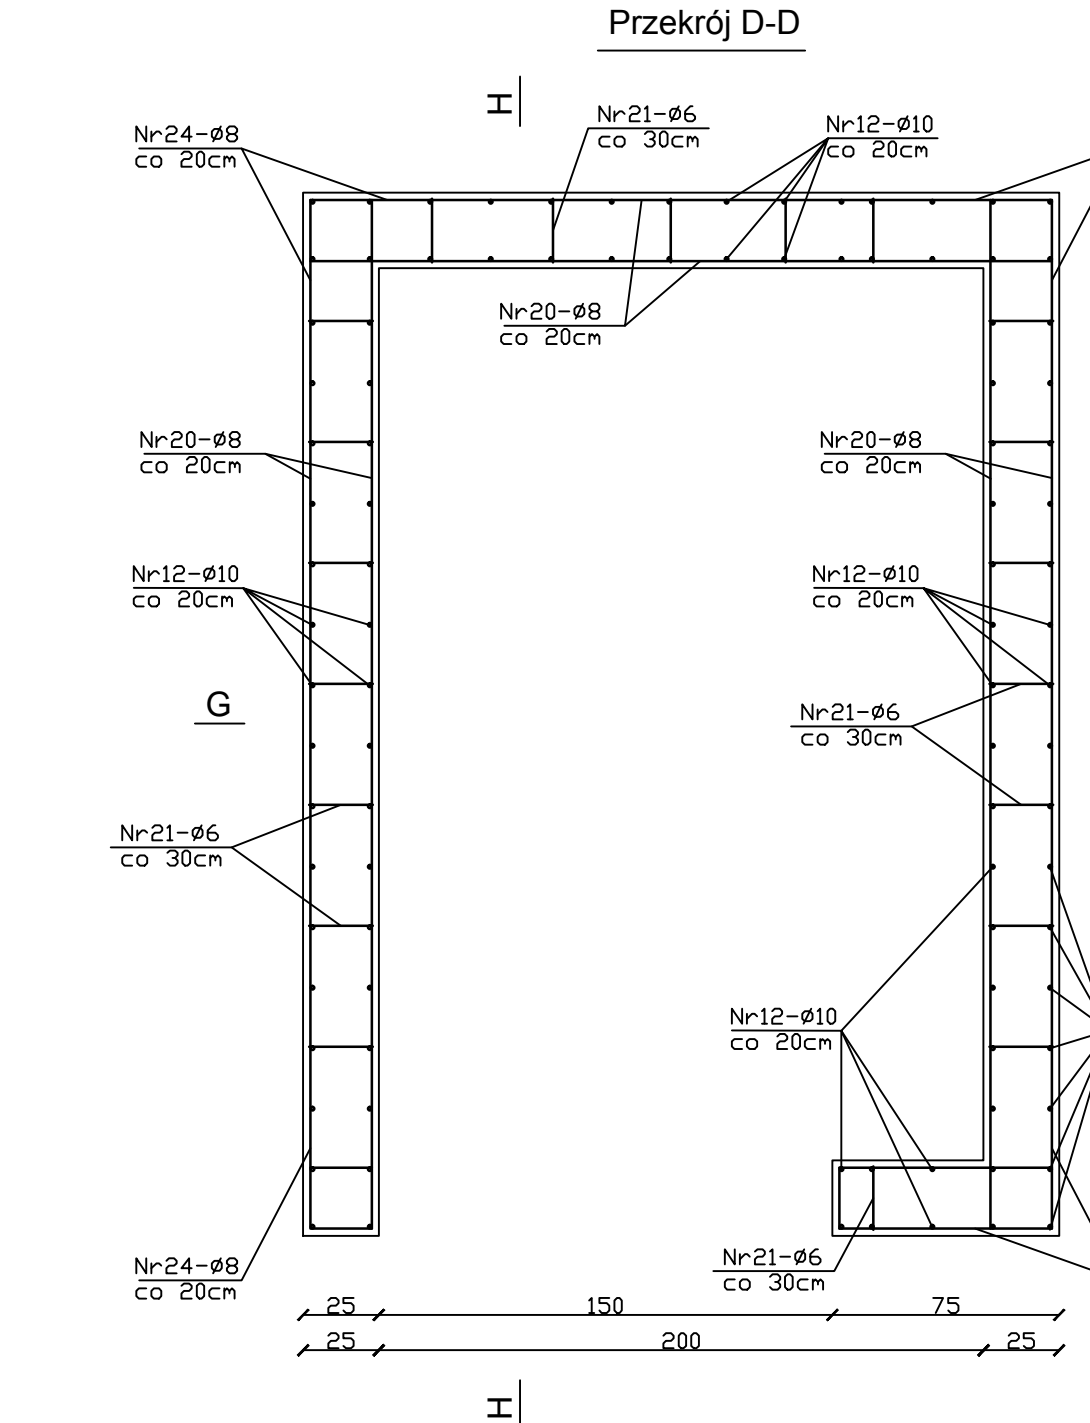 Przekrój D-D
H
Nr21-ø6
co 30cm
Nr12-ø10
co 20cm
Nr24-ø8
co 20cm
Nr20-ø8
co 20cm
Nr20-ø8
co 20cm
Nr20-ø8
co 20cm
Nr12-ø10
co 20cm
Nr12-ø10
co 20cm
G
Nr21-ø6
co 30cm
Nr21-ø6
co 30cm
Nr12-ø10
co 20cm
Nr21-ø6
co 30cm
Nr24-ø8
co 20cm
25 150 75
25 200 25
H